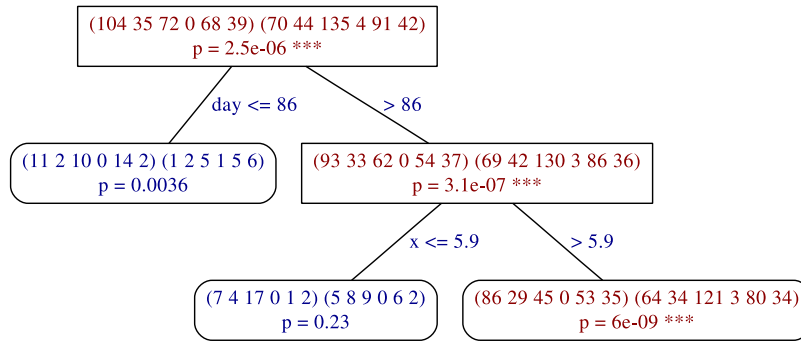 (104 35 72 0 68 39) (70 44 135 4 91 42)
p = 2.5e-06 ***
day <= 86
> 86
(11 2 10 0 14 2) (1 2 5 1 5 6)
p = 0.0036
(93 33 62 0 54 37) (69 42 130 3 86 36)
p = 3.1e-07 ***
x <= 5.9
> 5.9
(7 4 17 0 1 2) (5 8 9 0 6 2)
p = 0.23
(86 29 45 0 53 35) (64 34 121 3 80 34)
p = 6e-09 ***